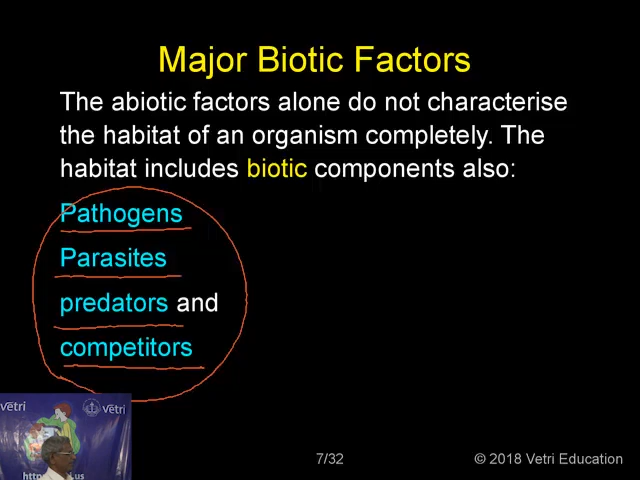 Major Biotic Factors
The abiotic factors alone do not characterise
the habitat of an organism completely. The
habitat includes biotic components also:
Pathogens
Parasites
predators and
competitors
vetri
Vetri
7/32
© 2018 Vetri Education